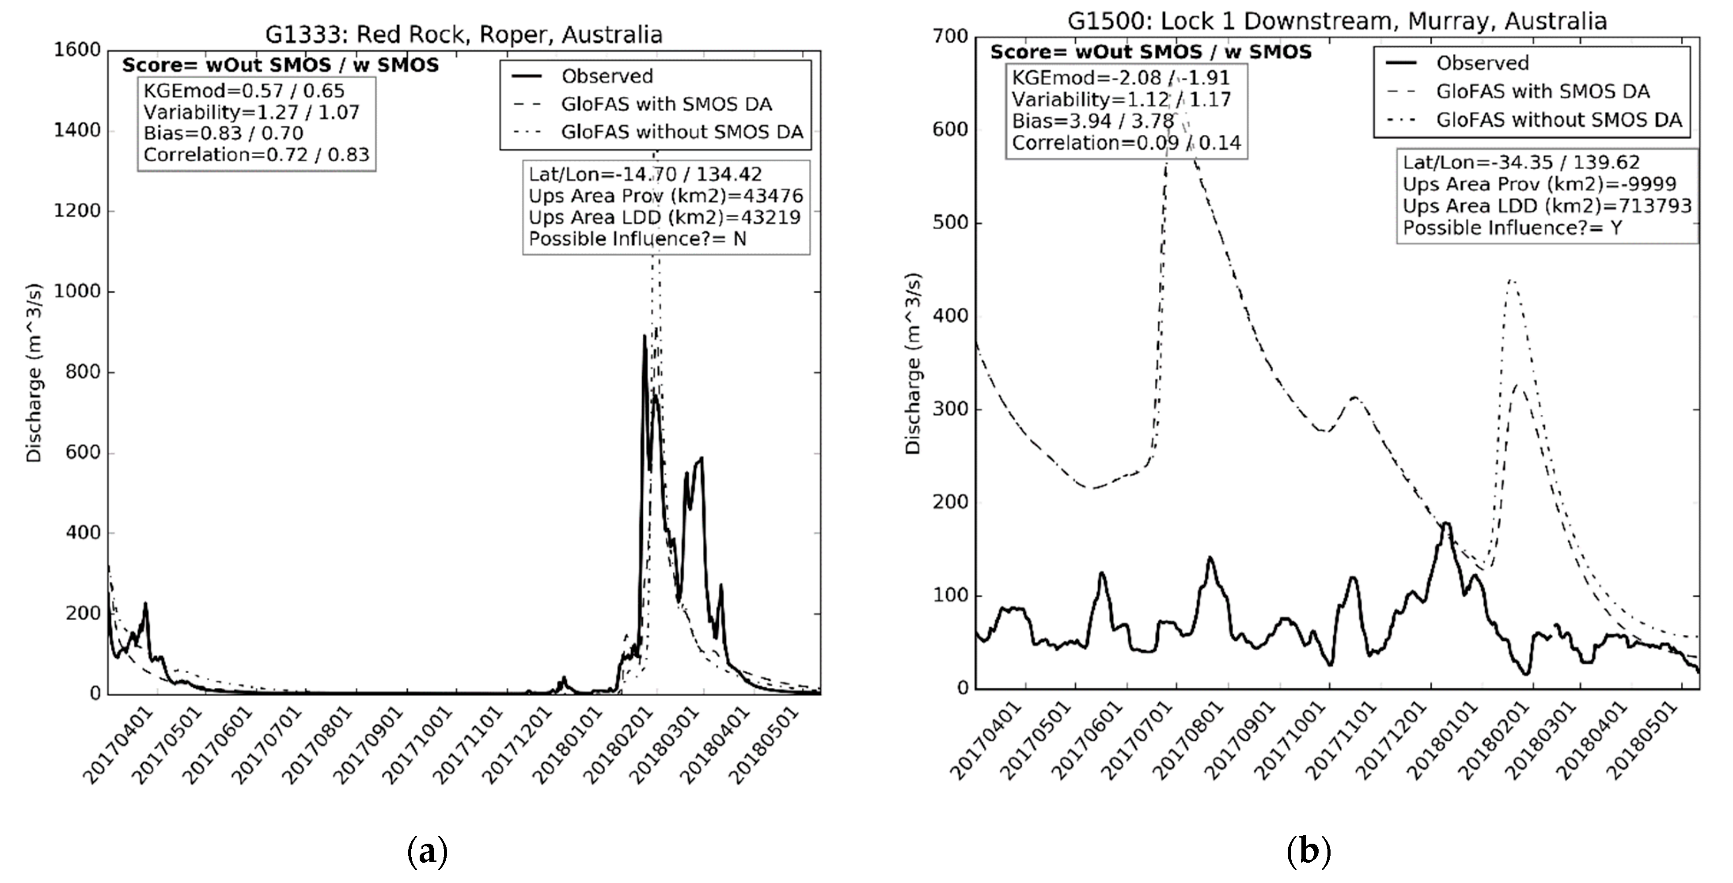 G1333: Red Rock, Roper, Australia
Score= wOut SMOS / w SMOS
KGEmod=0.57 / 0.65
Variability=1.27 / 1.07
Bias=0.83 / 0.70
Correlation=0.72 / 0.83
Observed
GloFAS with SMOS DA
GloFAS without SMOS DA
Lat/Lon=-14.70 / 134.42
Ups Area Prov (km2)=43476
Ups Area LDD (km2)=43219
Possible Influence?= N
Discharge (m^3/s)
1600
1400
1200
1000
800
600
400
200
0
20170401
20170501
20170601
20170701
20170801
20170901
20171001
20171101
20171201
20180101
20180201
20180301
20180401
20180501
(a)
G1500: Lock 1 Downstream, Murray, Australia
Score= wOut SMOS / w SMOS
KGEmod=-2.08 / -1.91
Variability=1.12 / 1.17
Bias=3.94 / 3.78
Correlation=0.09 / 0.14
Observed
GloFAS with SMOS DA
GloFAS without SMOS DA
Lat/Lon=-34.35 / 139.62
Ups Area Prov (km2)=-9999
Ups Area LDD (km2)=713793
Possible Influence?= Y
Discharge (m^3/s)
700
600
500
400
300
200
100
0
20170401
20170501
20170601
20170701
20170801
20170901
20171001
20171101
20171201
20180101
20180201
20180301
20180401
20180501
(b)